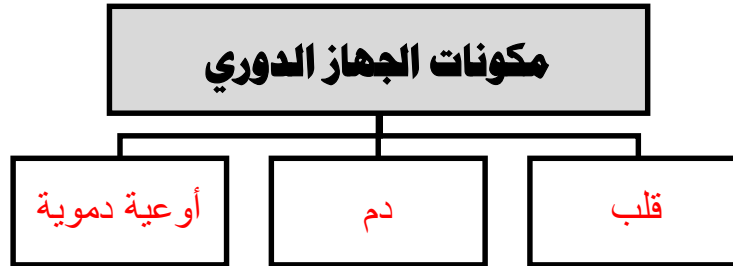 مكونات الجهاز الدوري
قلب
دم
أوعية دموية